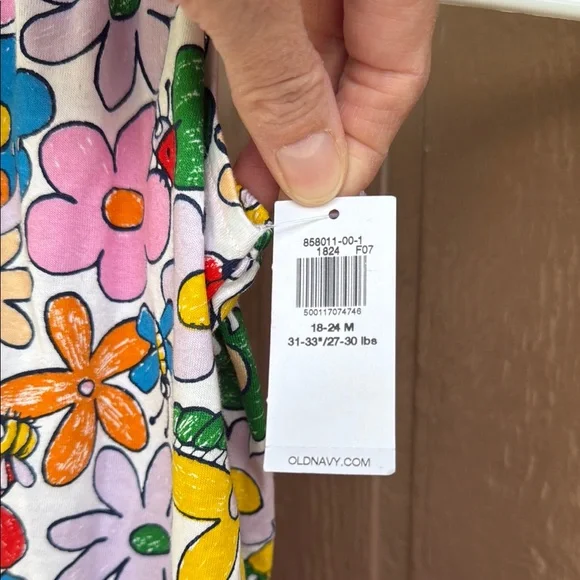 858011-00-1
1824 F07
500117074746
18-24 M
31-33"/27-30 lbs
OLDNAVY.COM